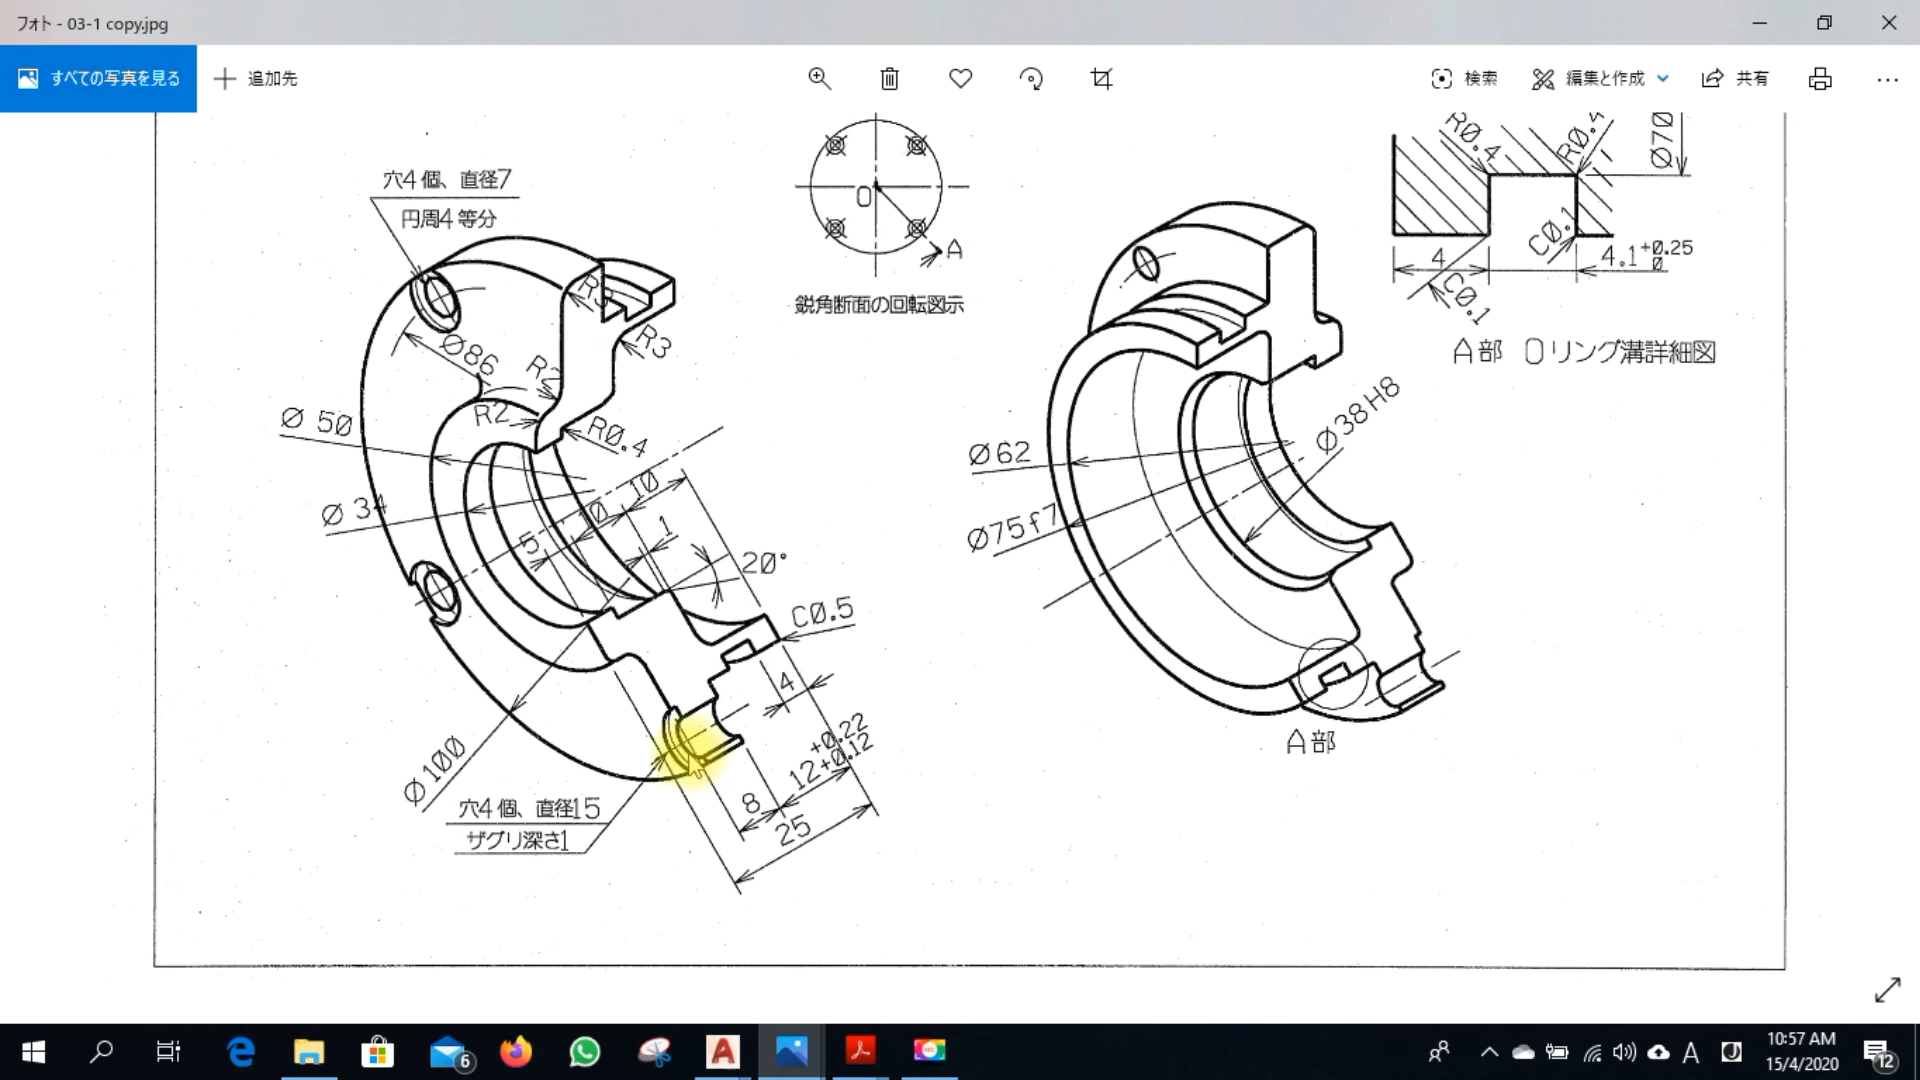 フォト - 03-1 copy.jpg
すべての写真を見る
追加先
検索
編集と作成
共有
穴4個、直径7
円周4等分
O
A
鋭角断面の回転図示
R0.4
R0.4
Ø70
C0.1
4
4.1+0.25
0
C0.1
A部 Oリング溝詳細図
R3
R3
Ø86
R2
R2
R0.4
Ø 50
Ø 34
10
5
1
20°
C0.5
4
Ø100
穴4個、直径15
ザグリ深さ1
8
12+0.22
+0.12
25
Ø38H8
Ø62
Ø75f7
A部
6
A
10:57 AM
15/4/2020
12